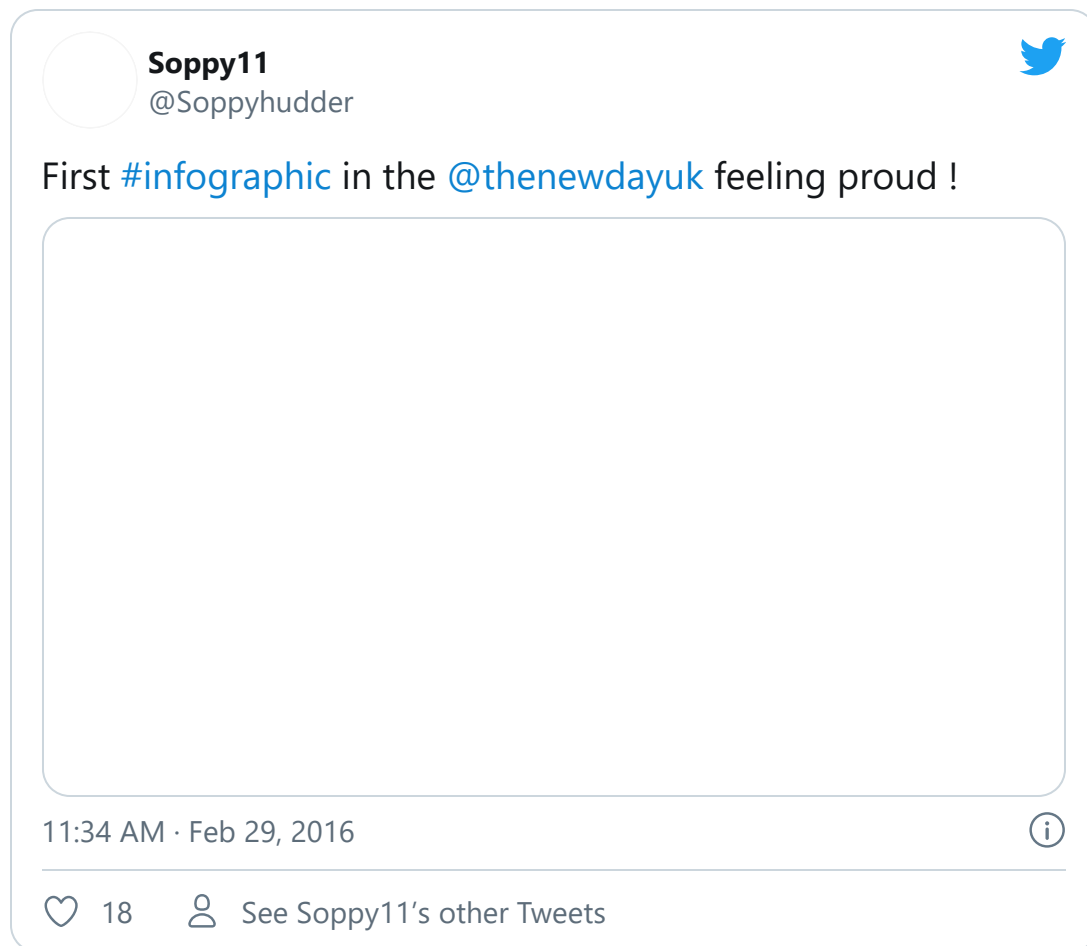 Soppy11
@Soppyhudder
First #infographic in the @thenewdayuk feeling proud !
11:34 AM · Feb 29, 2016
18 See Soppy11’s other Tweets